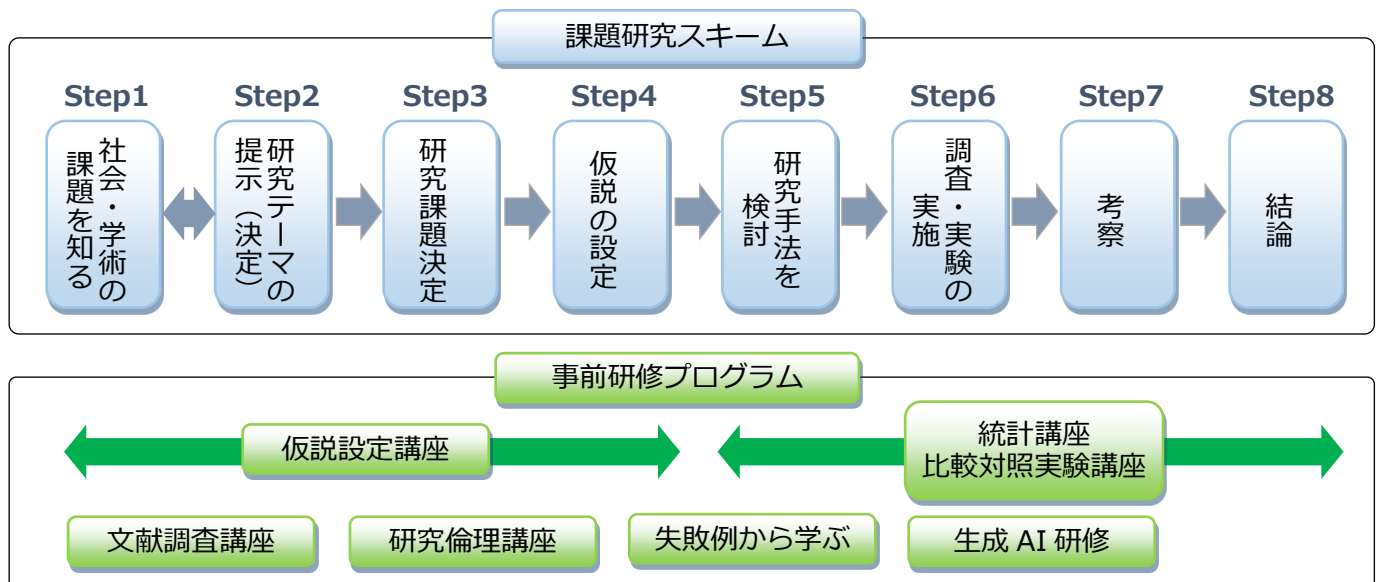 課題研究スキーム
Step1
Step2
Step3
Step4
Step5
Step6
Step7
Step8
社会・学術の
課題を知る
研究テーマの
提示（決定）
研究課題決定
仮説の設定
研究手法を
検討
調査・実験の
実施
考察
結論
事前研修プログラム
仮説設定講座
統計講座
比較対照実験講座
文献調査講座
研究倫理講座
失敗例から学ぶ
生成 AI 研修